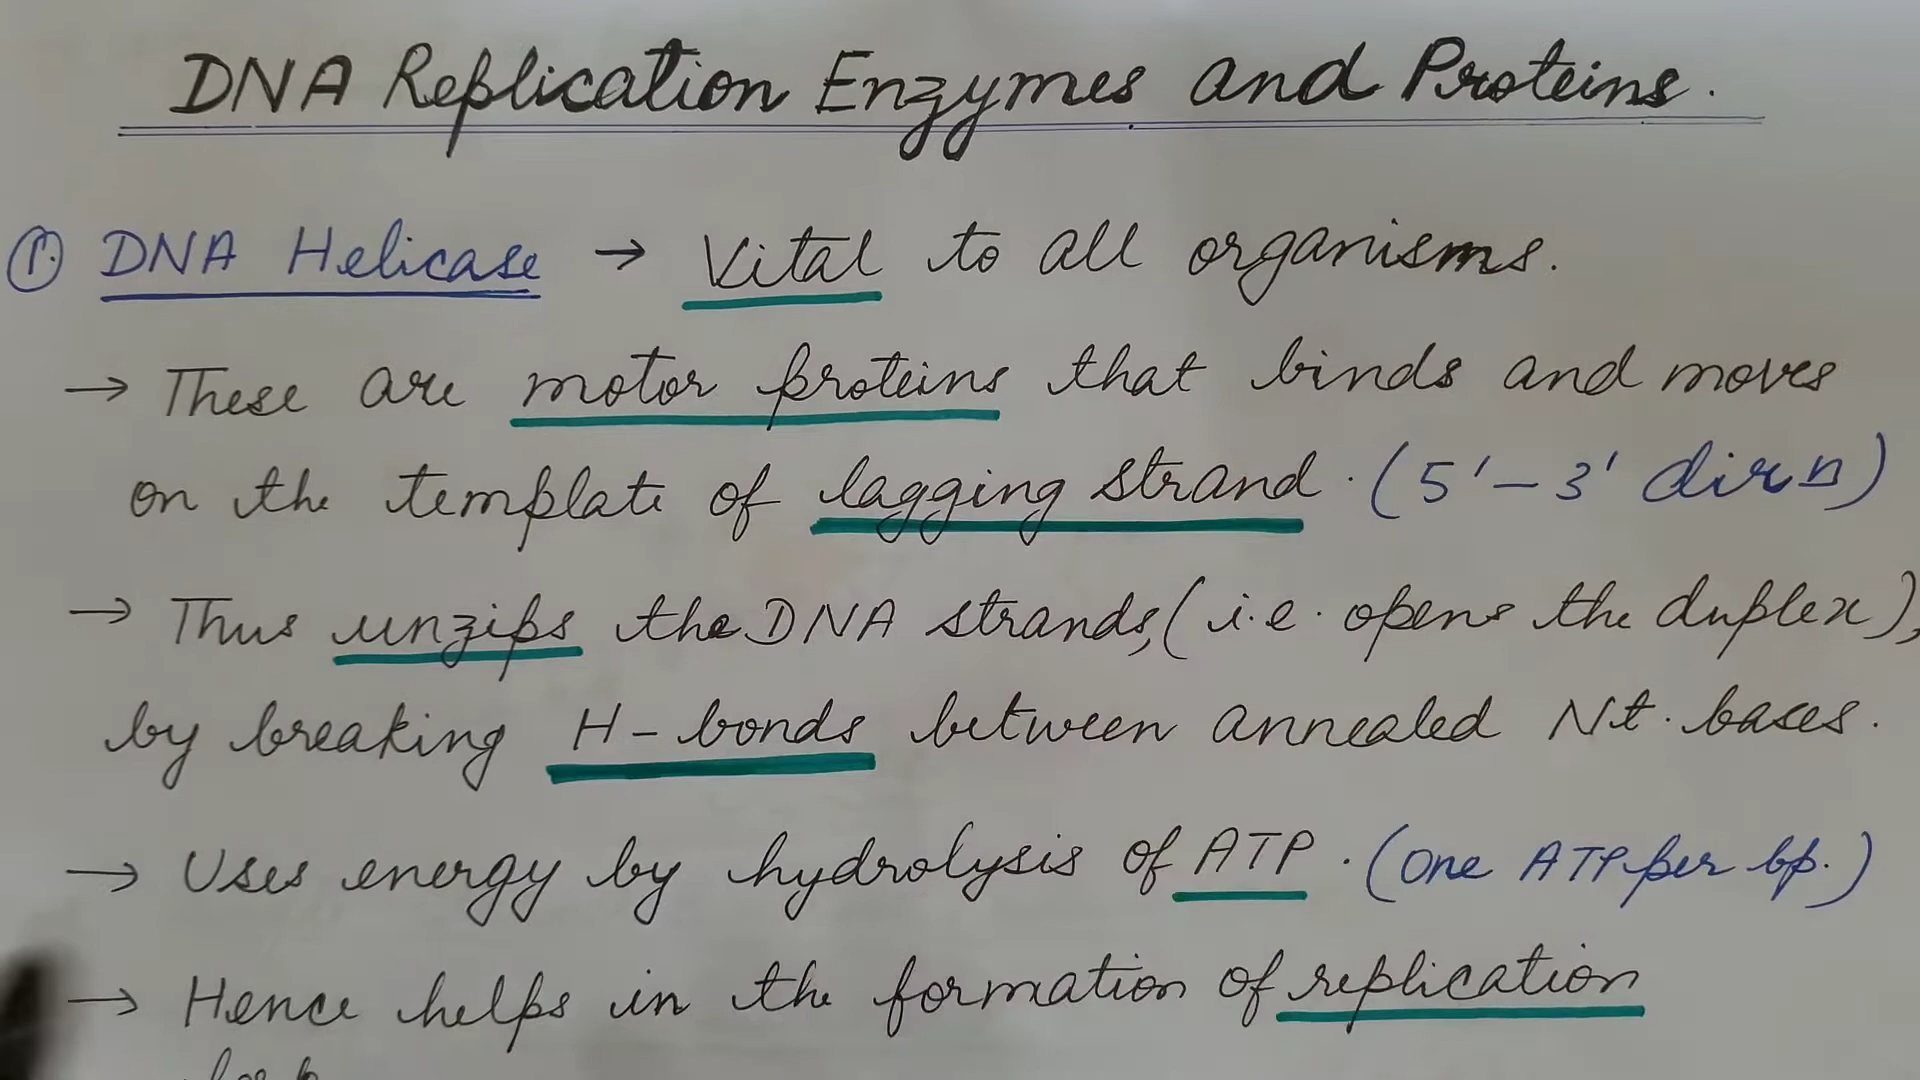 DNA Replication Enzymes and Proteins.
① DNA Helicase → Vital to all organisms.
→ These are motor proteins that binds and moves
on the template of lagging strand. (5'-3' dirn)
→ Thus unzips the DNA strands, (i.e. opens the duplex),
by breaking H-bonds between annealed Nt. bases.
→ Uses energy by hydrolysis of ATP. (One ATP per bp.)
→ Hence helps in the formation of replication